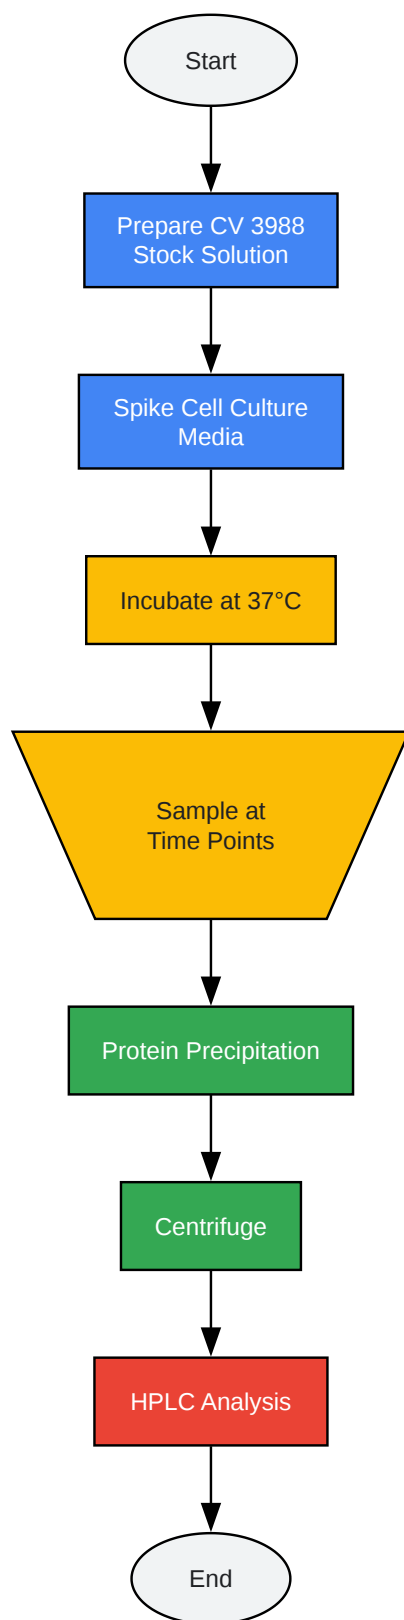 Start
Prepare CV 3988
Stock Solution
Spike Cell Culture
Media
Incubate at 37°C
Sample at
Time Points
Protein Precipitation
Centrifuge
HPLC Analysis
End